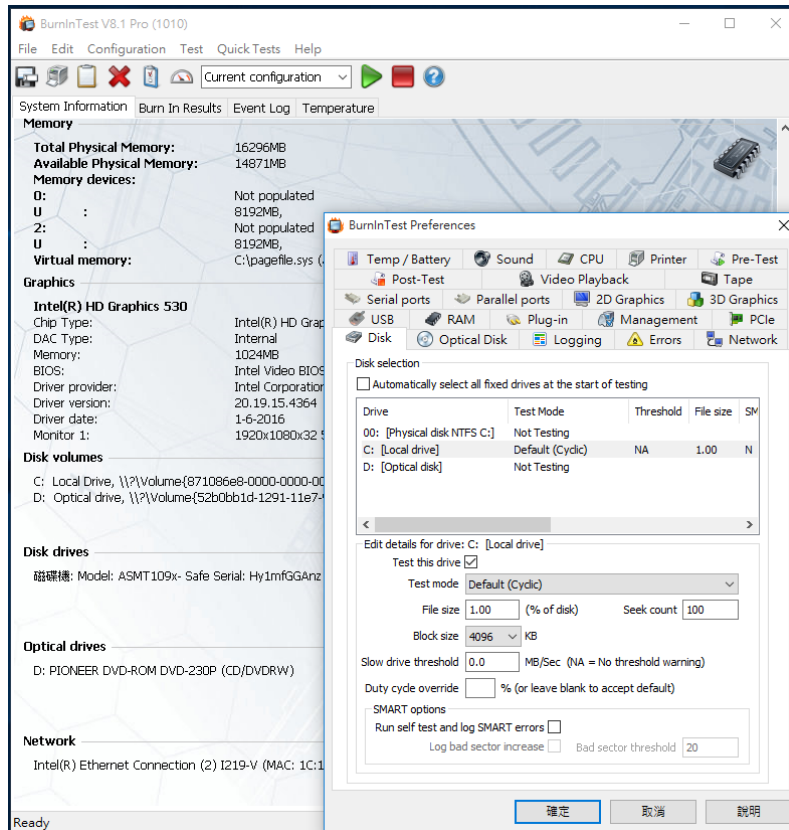 BurnInTest V8.1 Pro (1010)
File Edit Configuration Test Quick Tests Help
Current configuration
System Information Burn In Results Event Log Temperature
Memory
Total Physical Memory: 16296MB
Available Physical Memory: 14871MB
Memory devices:
0: Not populated
U : 8192MB,
2: Not populated
U : 8192MB,
Virtual memory: C:\pagefile.sys (
Graphics
Intel(R) HD Graphics 530
Chip Type: Intel(R) HD Grap
DAC Type: Internal
Memory: 1024MB
BIOS: Intel Video BIOS
Driver provider: Intel Corporation
Driver version: 20.19.15.4364
Driver date: 1-6-2016
Monitor 1: 1920x1080x32
Disk volumes
C: Local Drive, \\?\Volume{871086e8-0000-0000-00
D: Optical drive, \\?\Volume{52b0bb1d-1291-11e7-
Disk drives
磁碟機: Model: ASMT109x- Safe Serial: Hy1mfGGAnz
Optical drives
D: PIONEER DVD-ROM DVD-230P (CD/DVDRW)
Network
Intel(R) Ethernet Connection (2) I219-V (MAC: 1C:1
Ready
BurnInTest Preferences
Temp / Battery Sound CPU Printer Pre-Test
Post-Test Video Playback Tape
Serial ports Parallel ports 2D Graphics 3D Graphics
USB RAM Plug-in Management PCIe
Disk Optical Disk Logging Errors Network
Disk selection
Automatically select all fixed drives at the start of testing
Drive Test Mode Threshold File size SM
00: [Physical disk NTFS C:] Not Testing
C: [Local drive] Default (Cyclic) NA 1.00 N
D: [Optical disk] Not Testing
Edit details for drive: C: [Local drive]
Test this drive
Test mode Default (Cyclic)
File size 1.00 (% of disk) Seek count 100
Block size 4096 KB
Slow drive threshold 0.0 MB/Sec (NA = No threshold warning)
Duty cycle override % (or leave blank to accept default)
SMART options
Run self test and log SMART errors
Log bad sector increase Bad sector threshold 20
確定 取消 說明